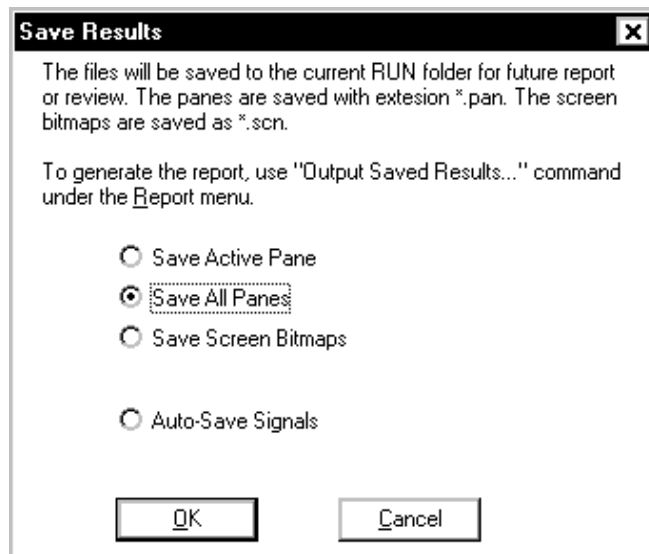 Save Results
The files will be saved to the current RUN folder for future report
or review. The panes are saved with extesion *.pan. The screen
bitmaps are saved as *.scn.
To generate the report, use "Output Saved Results..." command
under the Report menu.
Save Active Pane
Save All Panes
Save Screen Bitmaps
Auto-Save Signals
OK
Cancel